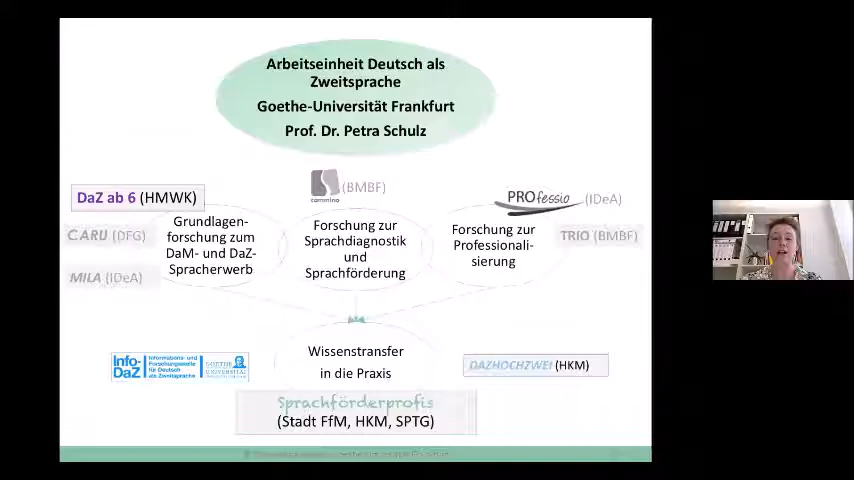 Arbeitseinheit Deutsch als
Zweitsprache
Goethe-Universität Frankfurt
Prof. Dr. Petra Schulz
DaZ ab 6 (HMWK)
cammino (BMBF)
PROfessio (IDeA)
CARU (DFG)
Grundlagen-
forschung zum
DaM- und DaZ-
Spracherwerb
Forschung zur
Sprachdiagnostik
und
Sprachförderung
Forschung zur
Professionali-
sierung
TRIO (BMBF)
MILA (IDeA)
Info-
DaZ
Informations- und
Forschungsstelle
für Deutsch
als Zweitsprache
GOETHE
UNIVERSITÄT
Wissenstransfer
in die Praxis
DAZHOCHZWEI (HKM)
Sprachförderprofis
(Stadt FfM, HKM, SPTG)